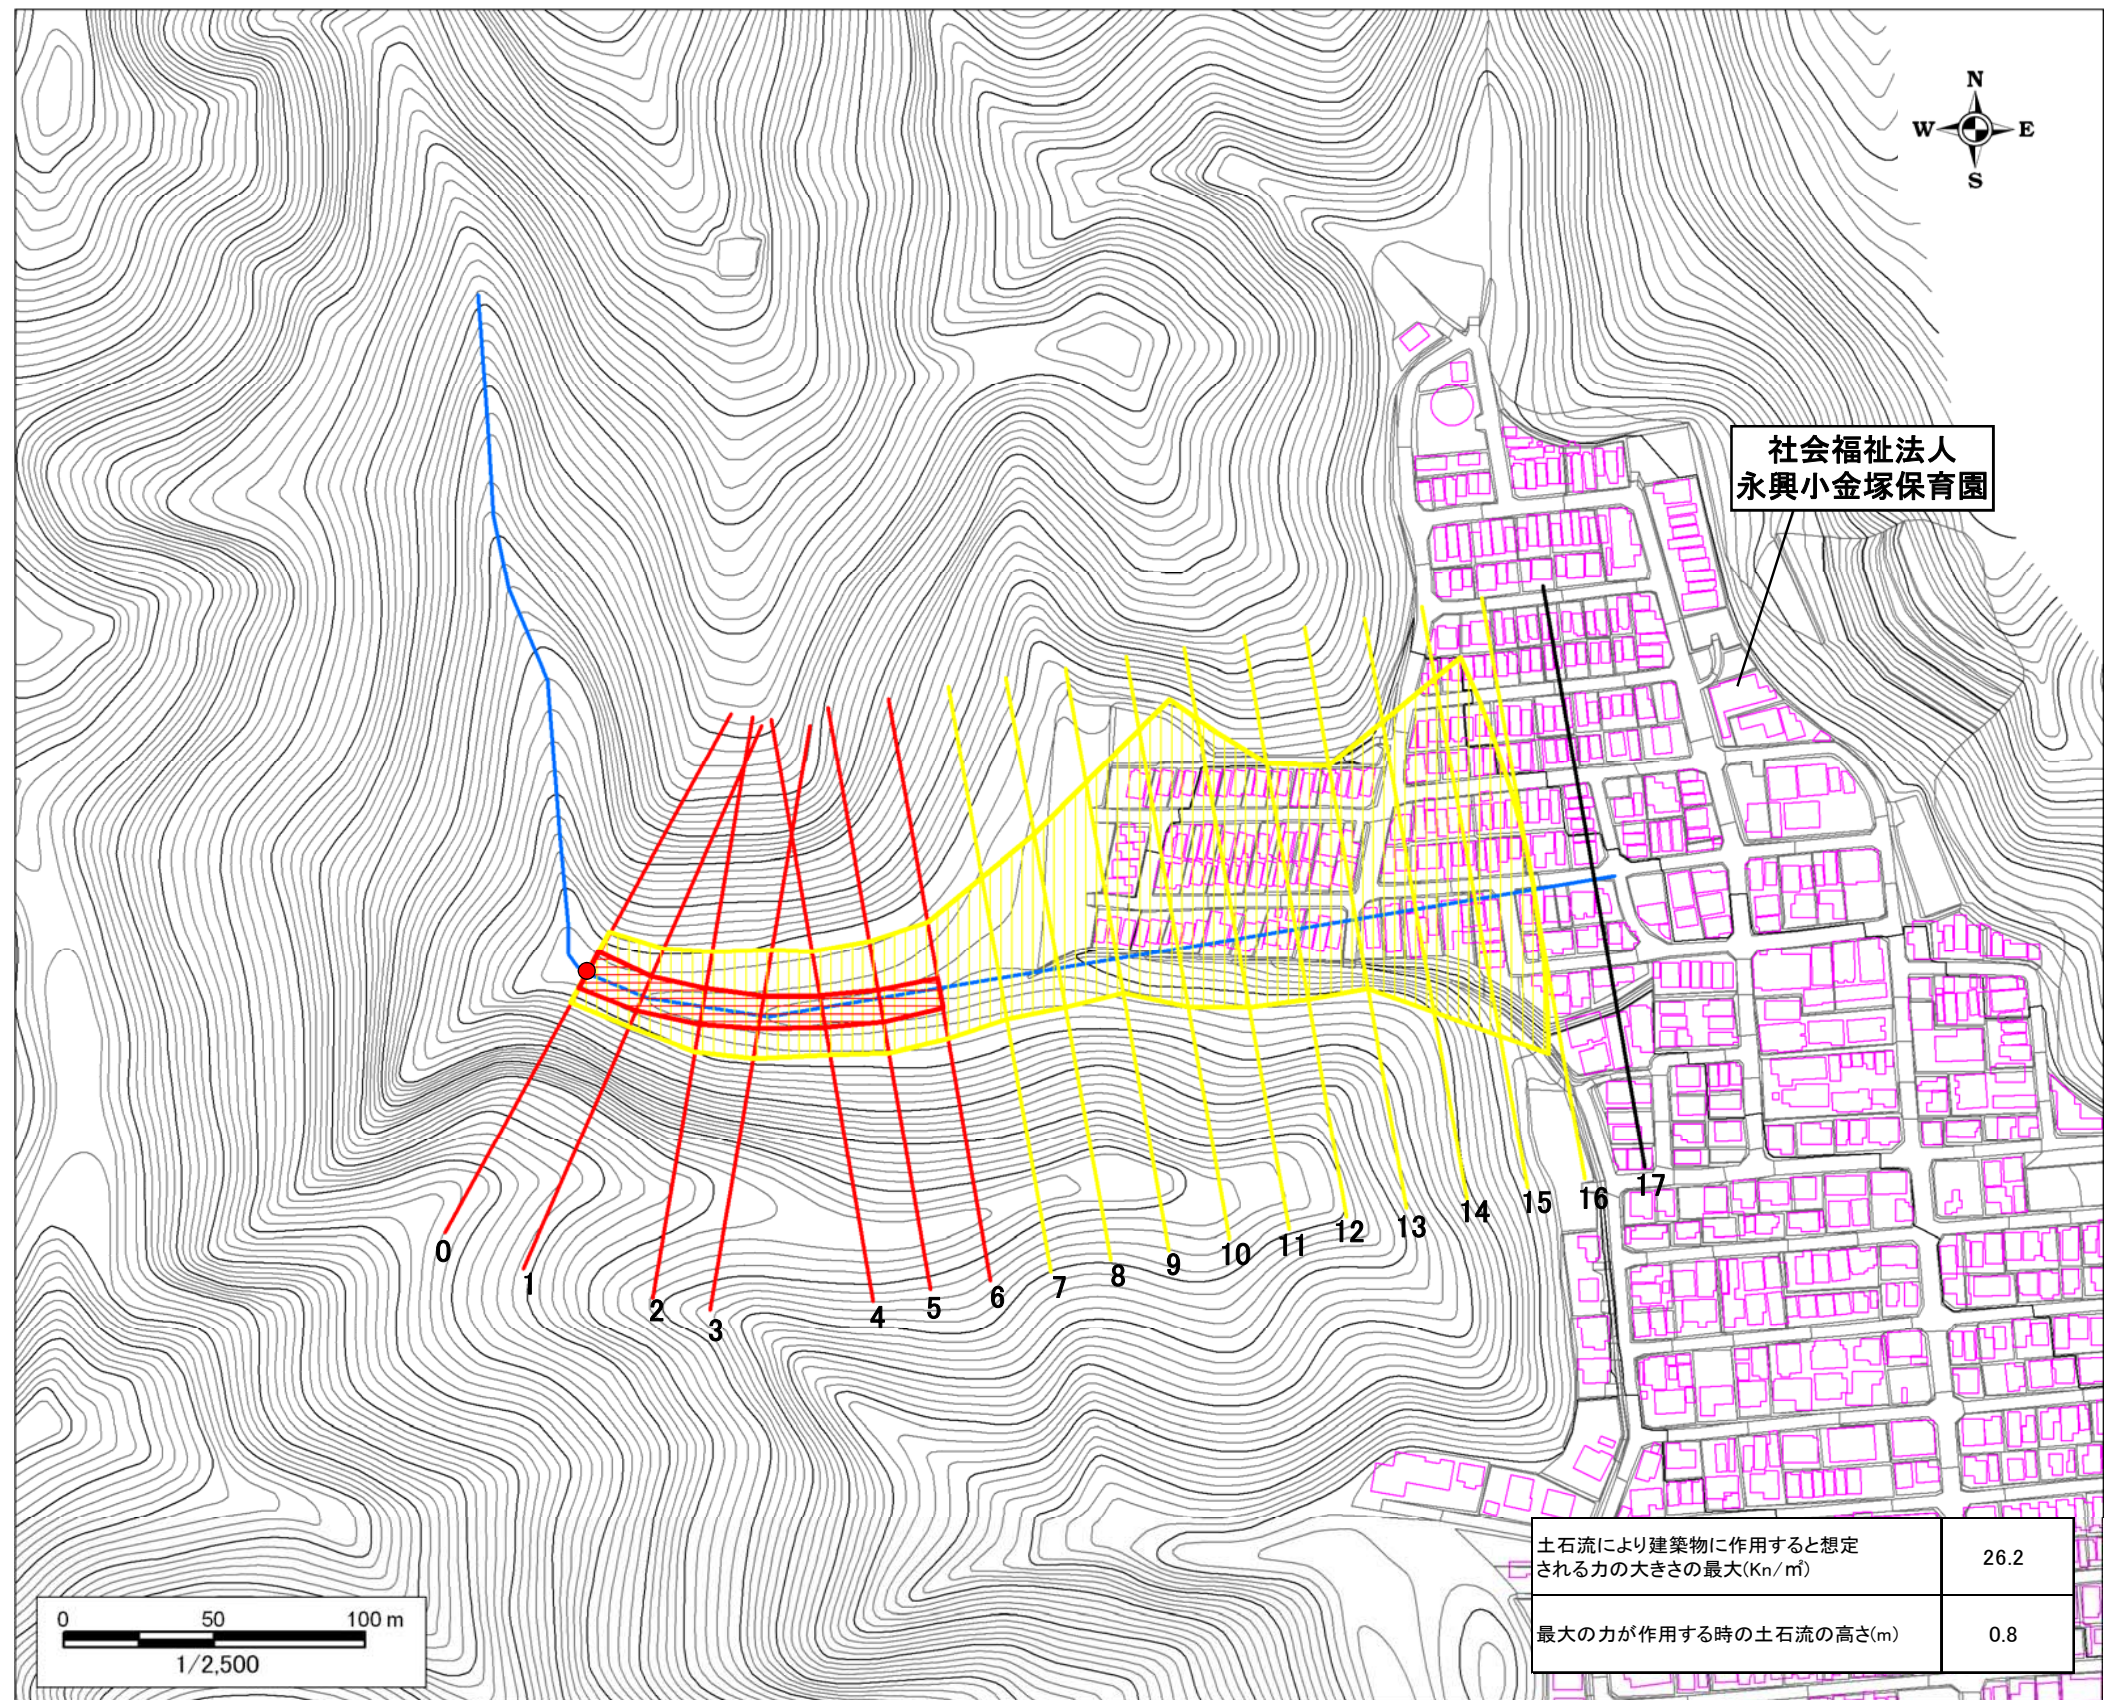 N
W E
S
社会福祉法人
永興小金塚保育園
0
1
2
3
4
5
6
7
8
9
10
11
12
13
14
15
16
17
土石流により建築物に作用すると想定
される力の大きさの最大(Kn/㎡)
26.2
最大の力が作用する時の土石流の高さ(m)
0.8
0 50 100 m
1/2,500